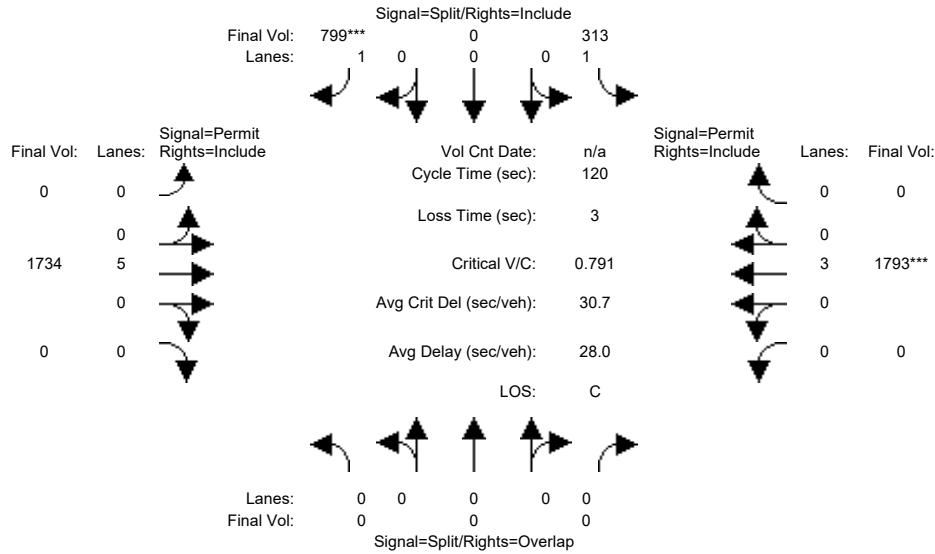 Signal=Split/Rights=Include
Final Vol: 799*** 0 313
Lanes: 1 0 0 0 1
Signal=Permit
Final Vol: Lanes: Rights=Include
Vol Cnt Date: n/a
Signal=Permit
Rights=Include Lanes: Final Vol:
Cycle Time (sec): 120
0 0
0 0
Loss Time (sec): 3
0
0
1734 5
Critical V/C: 0.791
3 1793***
0
Avg Crit Del (sec/veh): 30.7
0
0 0
Avg Delay (sec/veh): 28.0
0 0
LOS: C
Lanes: 0 0 0 0 0
Final Vol: 0 0 0
Signal=Split/Rights=Overlap